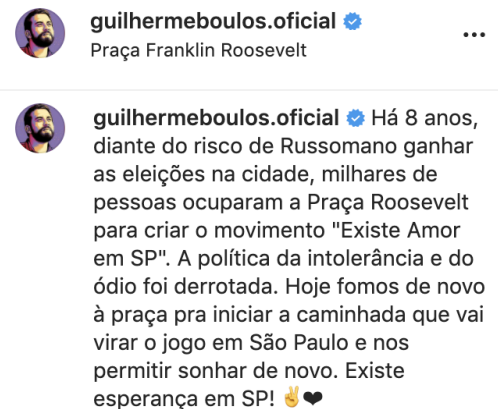 guilhermeboulos.oficial
Praça Franklin Roosevelt
guilhermeboulos.oficial Há 8 anos,
diante do risco de Russomano ganhar
as eleições na cidade, milhares de
pessoas ocuparam a Praça Roosevelt
para criar o movimento "Existe Amor
em SP". A política da intolerância e do
ódio foi derrotada. Hoje fomos de novo
à praça pra iniciar a caminhada que vai
virar o jogo em São Paulo e nos
permitir sonhar de novo. Existe
esperança em SP! ✌️❤